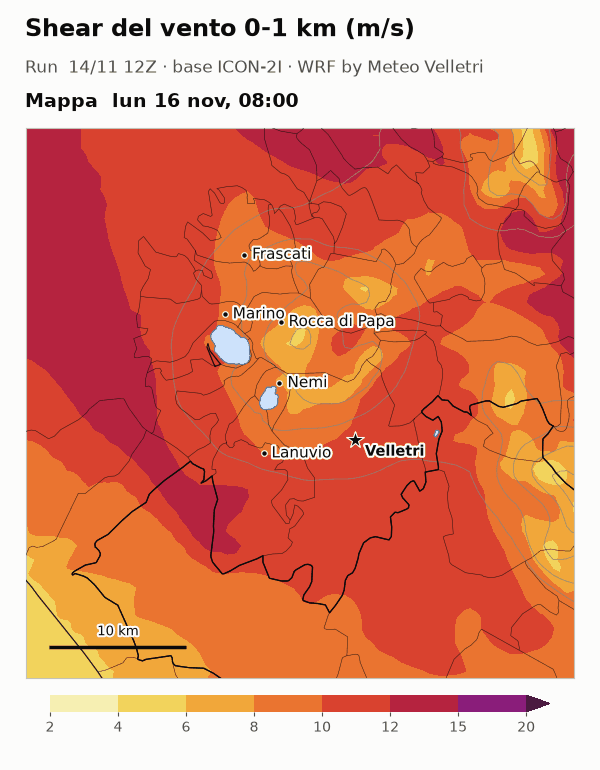 Shear del vento 0-1 km (m/s)
Run 14/11 12Z · base ICON-2I · WRF by Meteo Velletri
Mappa lun 16 nov, 08:00
Frascati
Marino
Rocca di Papa
Nemi
Velletri
Lanuvio
10 km
2 4 6 8 10 12 15 20